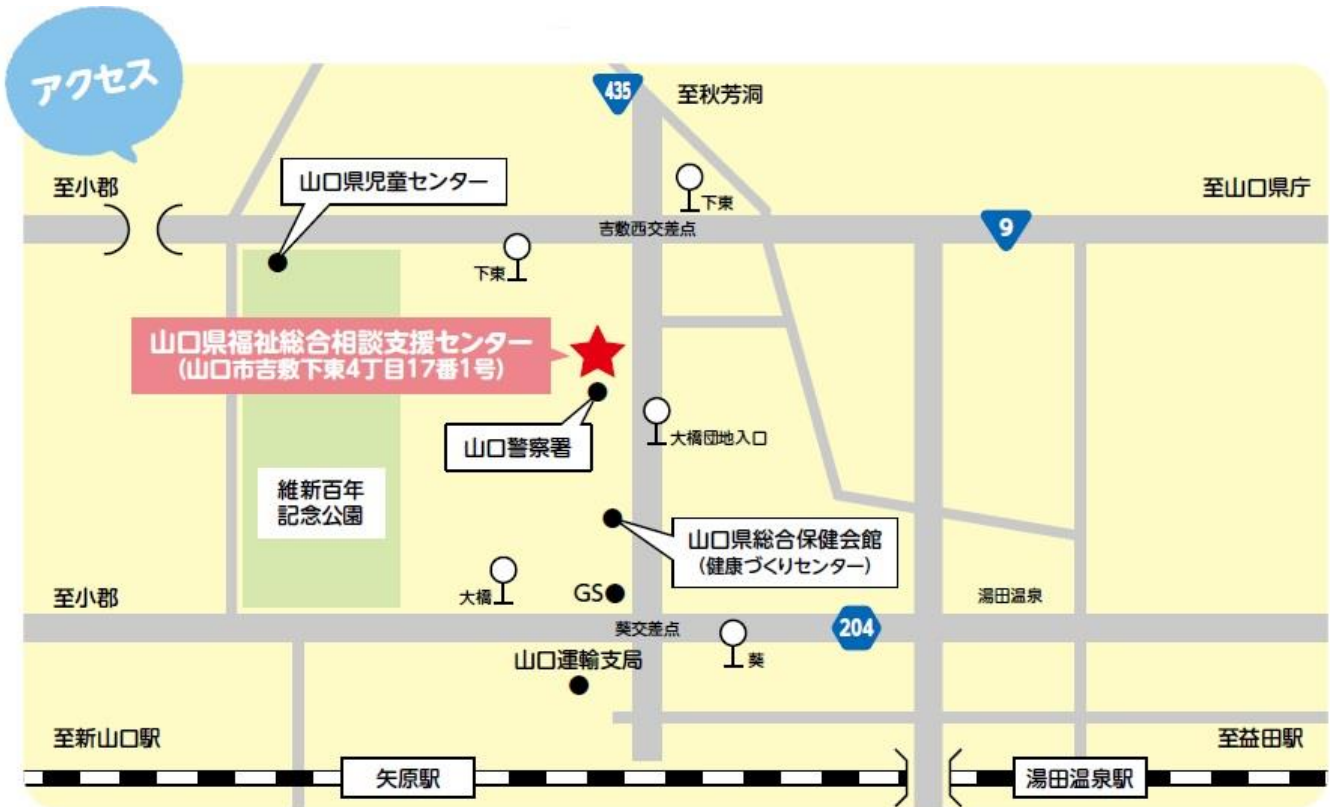 アクセス
435
至秋芳洞
山口県児童センター
至小郡
下東
至山口県庁
吉敷西交差点
9
下東
山口県福祉総合相談支援センター
(山口市吉敷下東4丁目17番1号)
大橋団地入口
山口警察署
維新百年
記念公園
山口県総合保健会館
(健康づくりセンター)
大橋
GS
至小郡
湯田温泉
葵交差点
204
葵
山口運輸支局
至新山口駅
至益田駅
矢原駅
湯田温泉駅